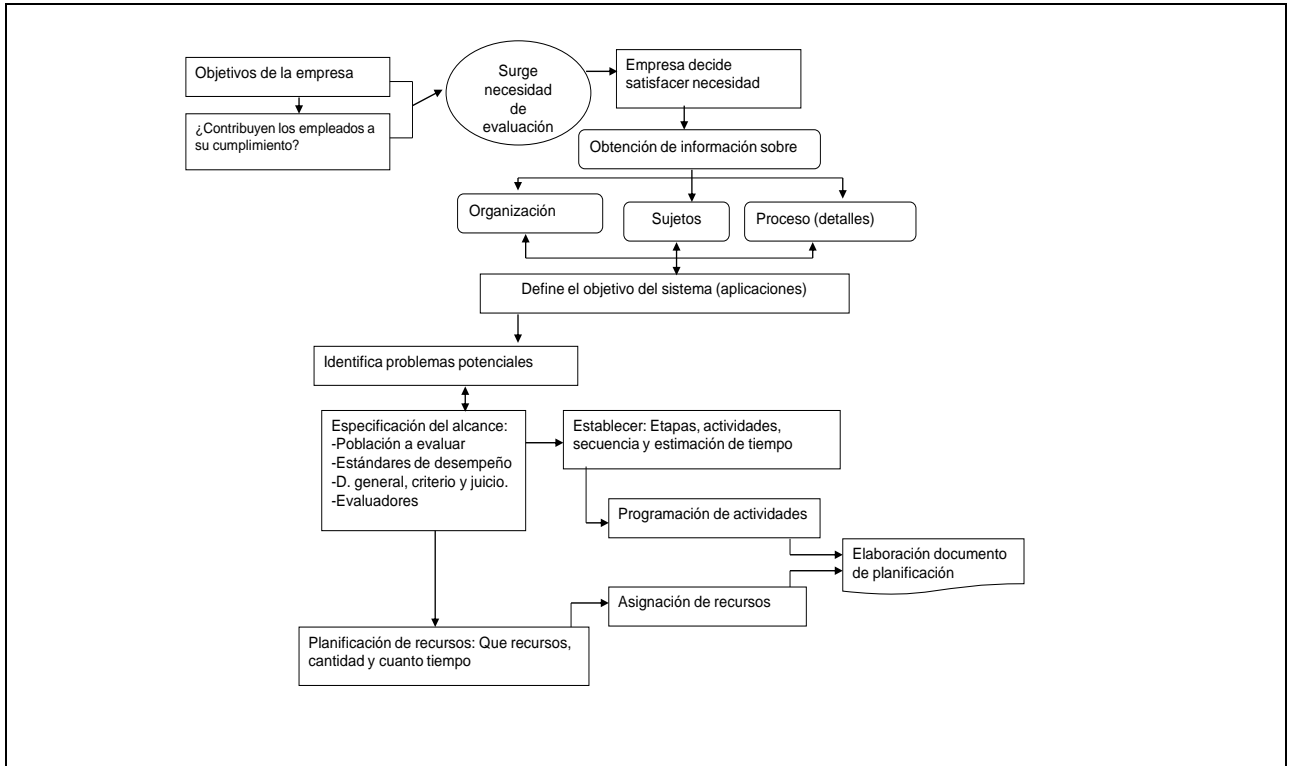 Objetivos de la empresa
¿Contribuyen los empleados a
su cumplimiento?
Surge
necesidad
de
evaluación
Empresa decide
satisfacer necesidad
Obtención de información sobre
Organización
Sujetos
Proceso (detalles)
Define el objetivo del sistema (aplicaciones)
Identifica problemas potenciales
Especificación del alcance:
-Población a evaluar
-Estándares de desempeño
-D. general, criterio y juicio.
-Evaluadores
Establecer: Etapas, actividades,
secuencia y estimación de tiempo
Programación de actividades
Elaboración documento
de planificación
Asignación de recursos
Planificación de recursos: Que recursos,
cantidad y cuanto tiempo